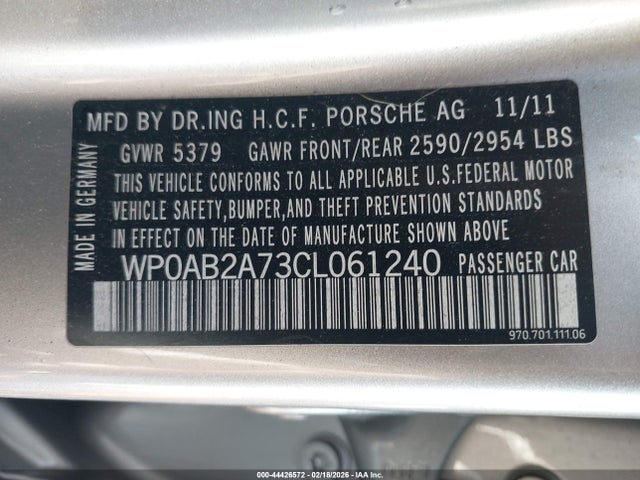 MFD BY DR.ING H.C.F. PORSCHE AG 11/11
GVWR 5379 GAWR FRONT/REAR 2590/2954 LBS
THIS VEHICLE CONFORMS TO ALL APPLICABLE U.S.FEDERAL MOTOR
VEHICLE SAFETY,BUMPER,AND THEFT PREVENTION STANDARDS
IN EFFECT ON THE DATE OF MANUFACTURE SHOWN ABOVE
WP0AB2A73CL061240 PASSENGER CAR
970.701.111.06
MADE IN GERMANY
000-44426572 - 02/18/2026 - IAAI.COM